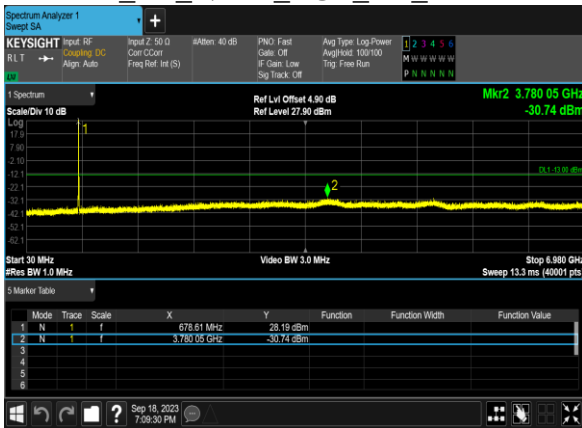 Spectrum Analyzer 1
Swept SA
+
KEYSIGHT Input: RF Input Z: 50 Ω #Atten: 40 dB PNO: Fast Avg Type: Log-Power 1 2 3 4 5 6
RLT Coupling: DC Corr CCorr Gate: Off Avg|Hold: 100/100 M W W W W W
Align: Auto Freq Ref: Int (S) IF Gain: Low Trig: Free Run
Sig Track: Off P N N N N N
LV
1 Spectrum Ref Lvl Offset 4.90 dB Mkr2 3.780 05 GHz
Scale/Div 10 dB Ref Level 27.90 dBm -30.74 dBm
Log
17.9 1
7.90
-2.10
-12.1 DL1 -13.00 dBm
-22.1 2
-32.1
-42.1
-52.1
-62.1
Start 30 MHz Video BW 3.0 MHz Stop 6.980 GHz
#Res BW 1.0 MHz Sweep 13.3 ms (40001 pts
5 Marker Table
Mode Trace Scale X Y Function Function Width Function Value
1 N 1 f 678.61 MHz 28.19 dBm
2 N 1 f 3.780 05 GHz -30.74 dBm
3
4
5
6
? Sep 18, 2023
7:09:30 PM